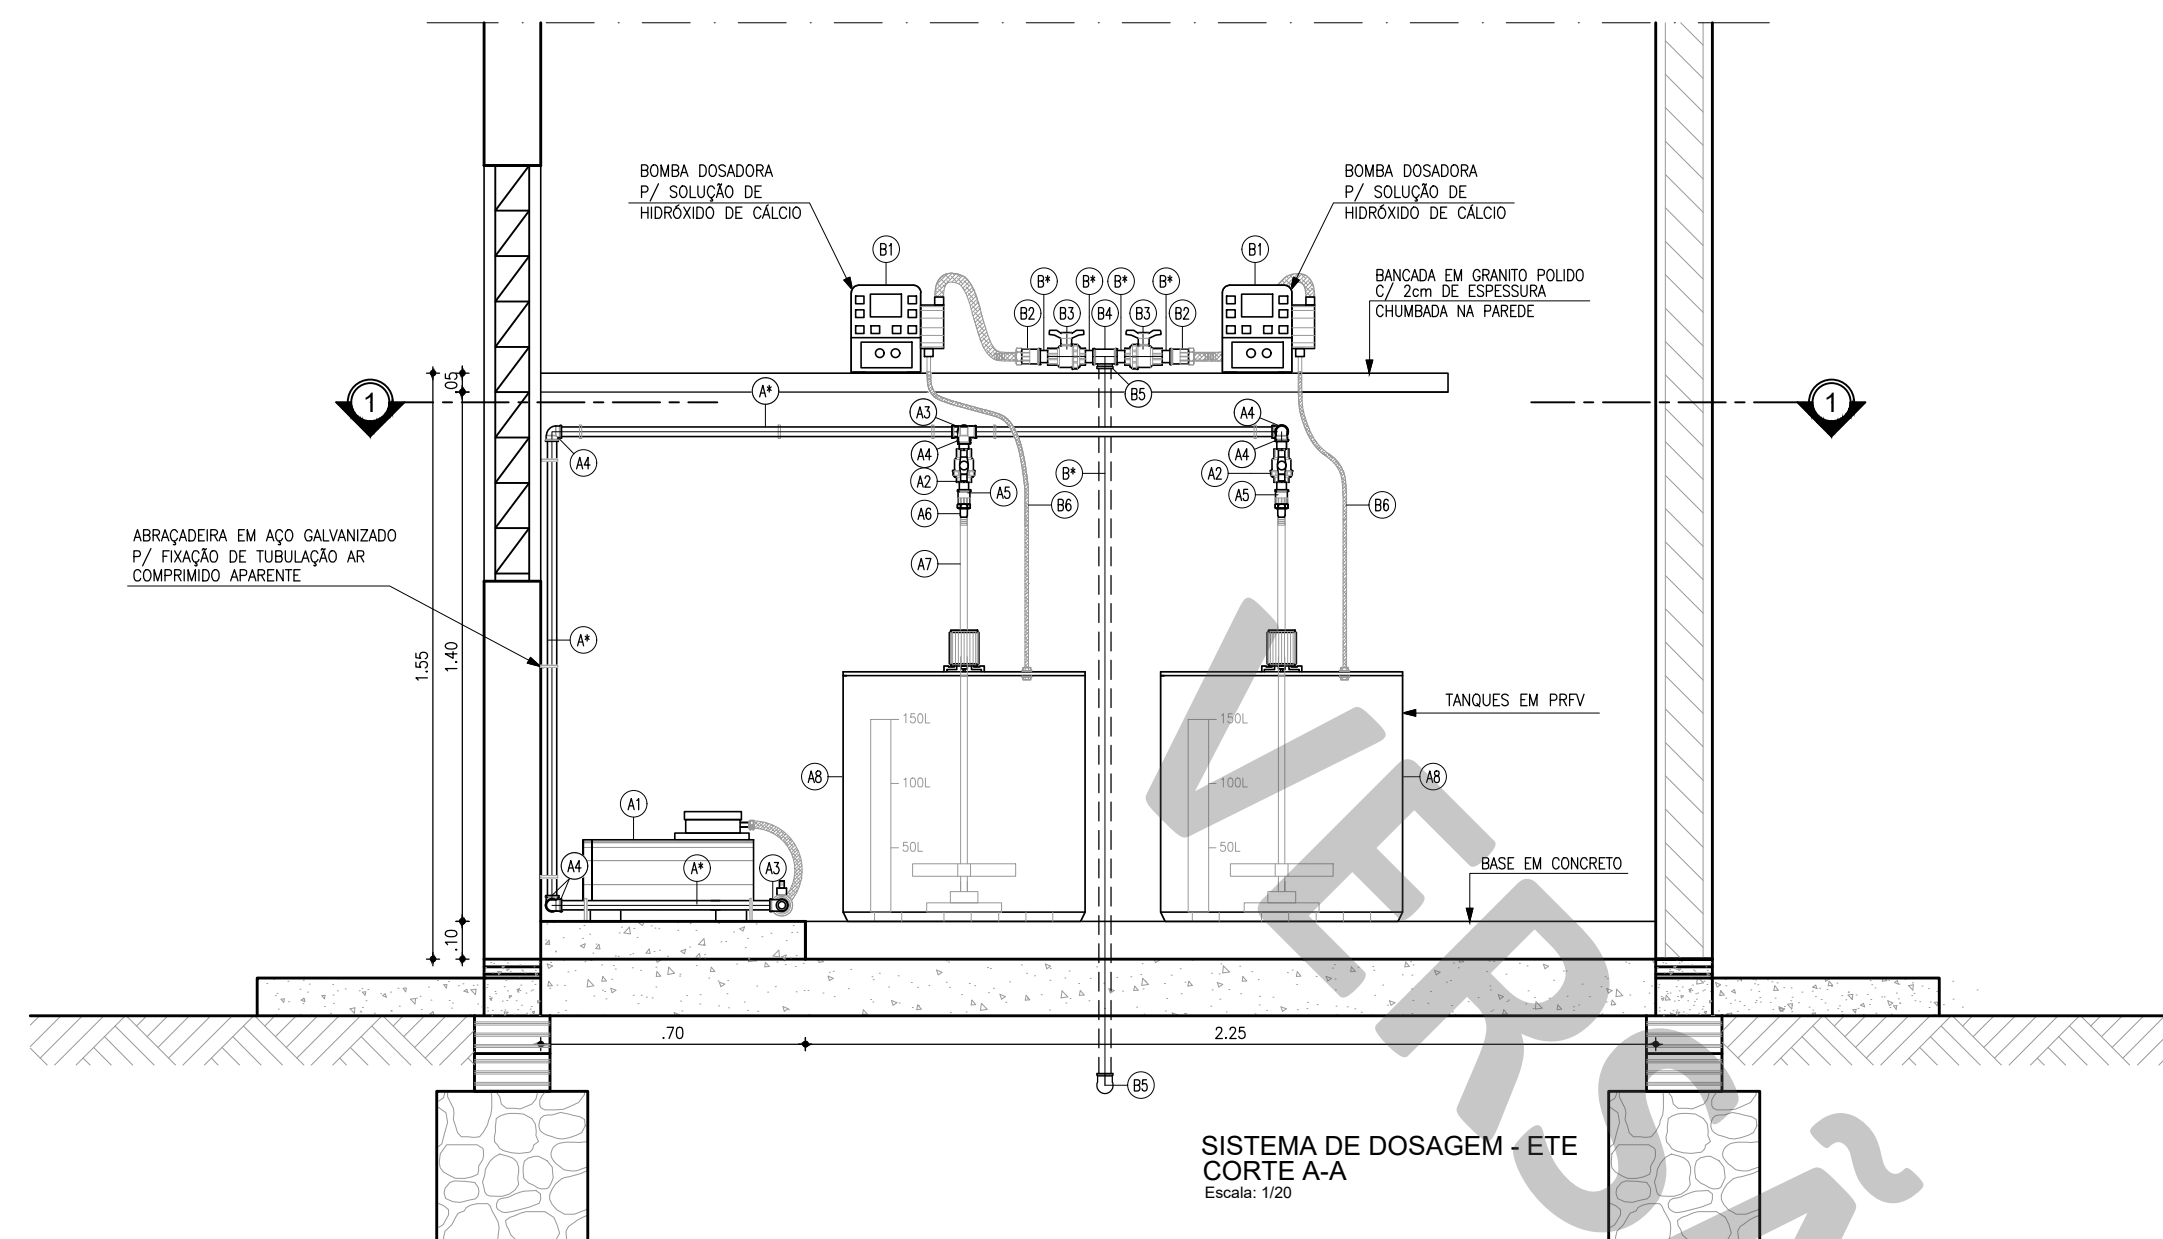 BOMBA DOSADORA
P/ SOLUÇÃO DE
HIDRÓXIDO DE CÁLCIO
BOMBA DOSADORA
P/ SOLUÇÃO DE
HIDRÓXIDO DE CÁLCIO
B1
B1
BANCADA EM GRANITO POLIDO
C/ 2cm DE ESPESSURA
CHUMBADA NA PAREDE
B*
B*
B*
B*
B2
B3
B4
B3
B2
.05
1
A*
B5
1
A3
A4
A4
A4
A4
A2
B*
A2
A5
A5
A6
B6
B6
ABRAÇADEIRA EM AÇO GALVANIZADO
P/ FIXAÇÃO DE TUBULAÇÃO AR
COMPRIMIDO APARENTE
A7
A*
1.55
1.40
TANQUES EM PRFV
150L
150L
A8
100L
100L
A8
A1
50L
50L
A4
A*
A3
BASE EM CONCRETO
.10
.70
2.25
B5
SISTEMA DE DOSAGEM - ETE
CORTE A-A
Escala: 1/20
VERSÃ